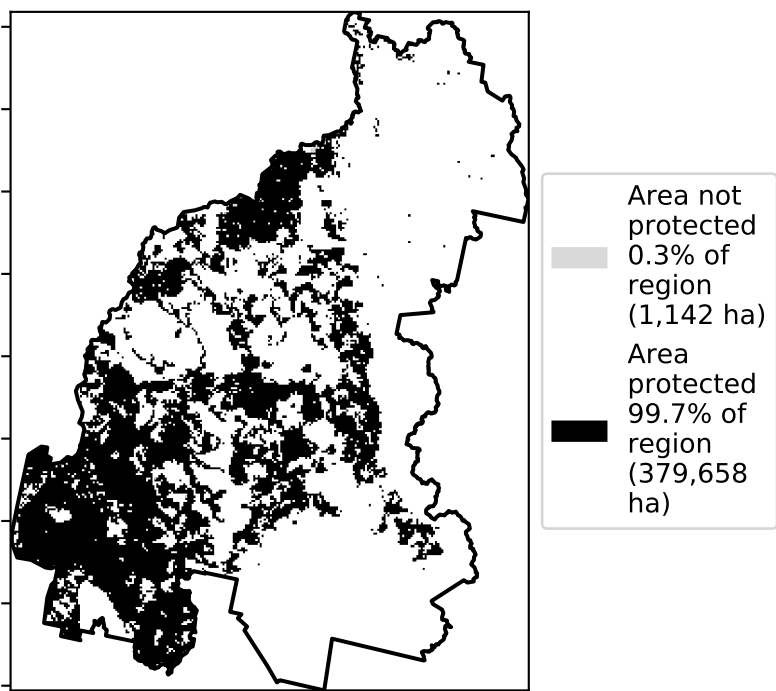 Area not
protected
0.3% of
region
(1,142 ha)
Area
protected
99.7% of
region
(379,658
ha)